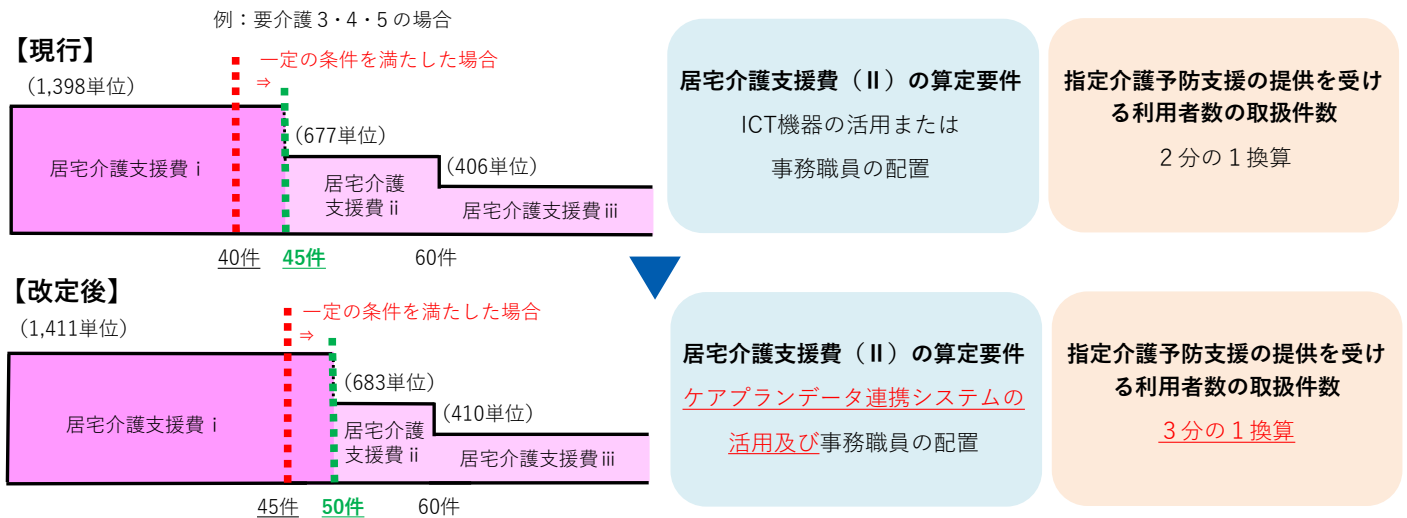 例：要介護３・４・５の場合
【現行】
一定の条件を満たした場合
⇒
（1,398単位）
（677単位）
（406単位）
居宅介護支援費ⅰ
居宅介護
支援費ⅱ
居宅介護支援費ⅲ
40件
45件
60件
居宅介護支援費（Ⅱ）の算定要件
ICT機器の活用または
事務職員の配置
指定介護予防支援の提供を受け
る利用者数の取扱件数
２分の１換算
【改定後】
一定の条件を満たした場合
⇒
（1,411単位）
（683単位）
（410単位）
居宅介護支援費ⅰ
居宅介護
支援費ⅱ
居宅介護支援費ⅲ
45件
50件
60件
居宅介護支援費（Ⅱ）の算定要件
ケアプランデータ連携システムの
活用及び事務職員の配置
指定介護予防支援の提供を受け
る利用者数の取扱件数
３分の１換算